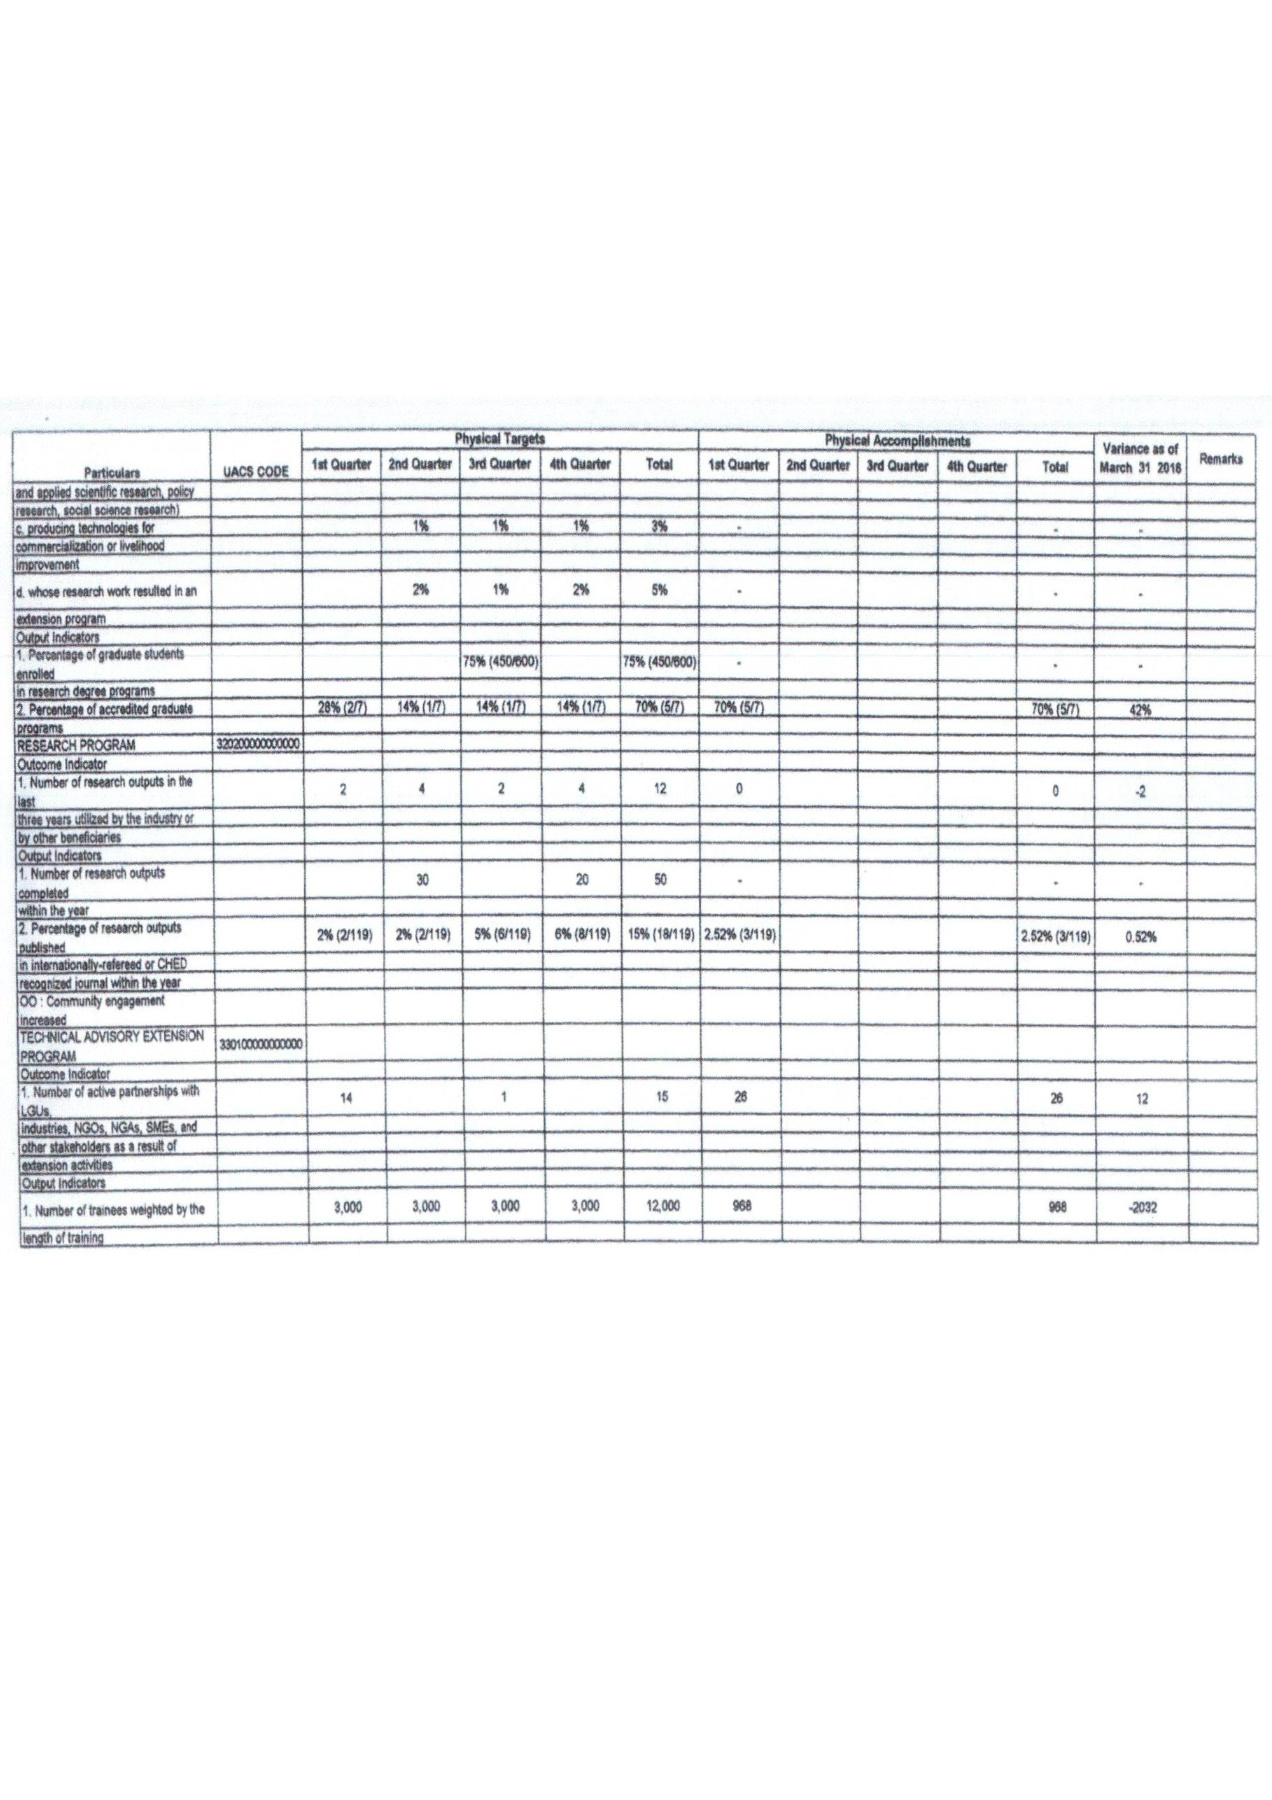 Particulars UACS CODE Physical Targets Physical Accomplishments Variance as of March 31 2018 Remarks
1st Quarter 2nd Quarter 3rd Quarter 4th Quarter Total 1st Quarter 2nd Quarter 3rd Quarter 4th Quarter Total
and applied scientific research, policy
research, social science research)
c. producing technologies for 1% 1% 1% 3% - - -
commercialization or livelihood
improvement
d. whose research work resulted in an 2% 1% 2% 5% - - -
extension program
Output Indicators
1. Percentage of graduate students
enrolled 75% (450/600) 75% (450/600) - - -
in research degree programs
2. Percentage of accredited graduate 28% (2/7) 14% (1/7) 14% (1/7) 14% (1/7) 70% (5/7) 70% (5/7) 70% (5/7) 42%
programs
RESEARCH PROGRAM 320200000000000
Outcome Indicator
1. Number of research outputs in the
last 2 4 2 4 12 0 0 -2
three years utilized by the industry or
by other beneficiaries
Output Indicators
1. Number of research outputs
completed 30 20 50 - - -
within the year
2. Percentage of research outputs
published 2% (2/119) 2% (2/119) 5% (6/119) 6% (8/119) 15% (18/119) 2.52% (3/119) 2.52% (3/119) 0.52%
in internationally-refereed or CHED
recognized journal within the year
OO : Community engagement
increased
TECHNICAL ADVISORY EXTENSION
PROGRAM 330100000000000
Outcome Indicator
1. Number of active partnerships with
LGUs, 14 1 15 26 26 12
industries, NGOs, NGAs, SMEs, and
other stakeholders as a result of
extension activities
Output Indicators
1. Number of trainees weighted by the 3,000 3,000 3,000 3,000 12,000 968 968 -2032
length of training